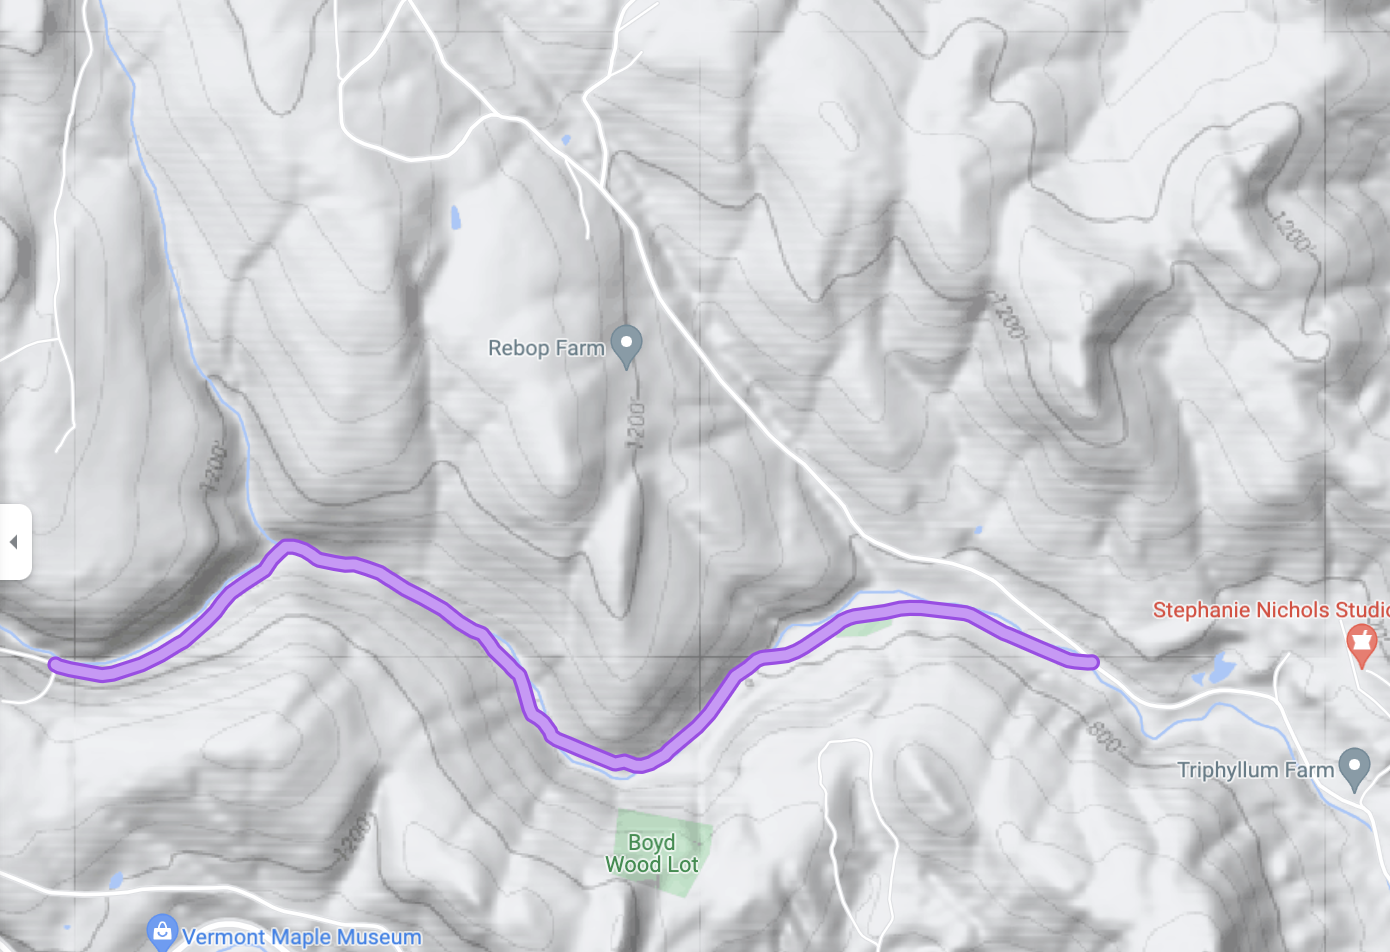 1200'
Rebop Farm
1200'
1200'
1200'
Stephanie Nichols Studio
800'
Triphyllum Farm
Boyd
Wood Lot
1200'
Vermont Maple Museum